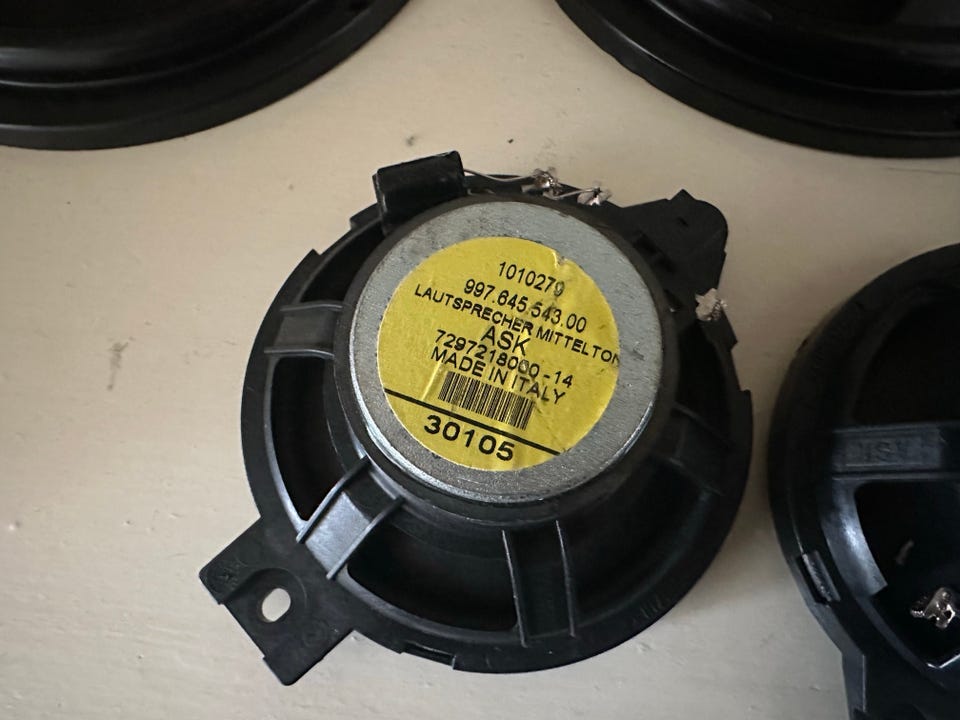 1010279
997.645.543.00
LAUTSPRECHER MITTELTON
ASK
7297218000-14
MADE IN ITALY
30105